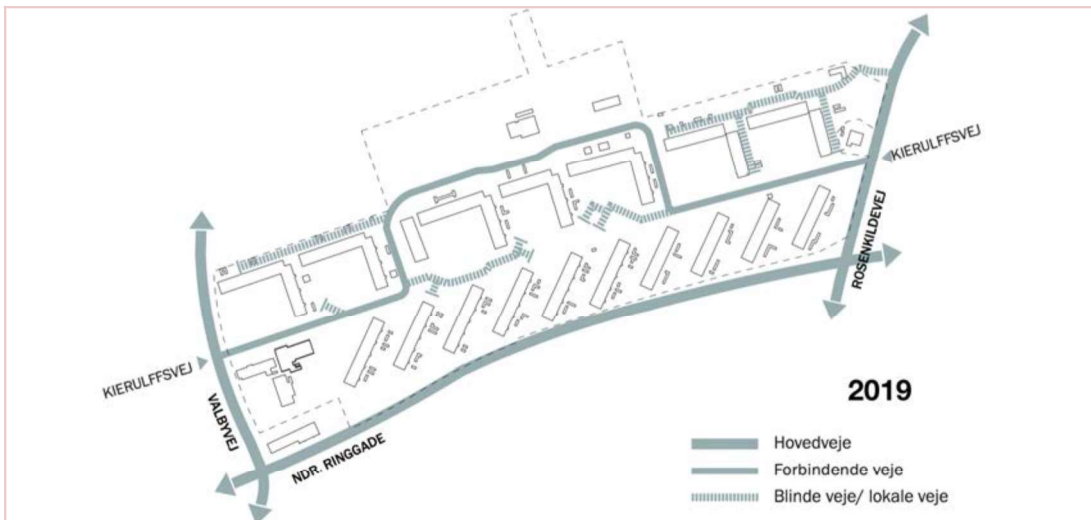 KIERULFFSVEJ
ROSENKILDEVEJ
KIERULFFSVEJ
VALBYVEJ
NDR. RINGGADE
2019
Hovedveje
Forbindende veje
Blinde veje/ lokale veje